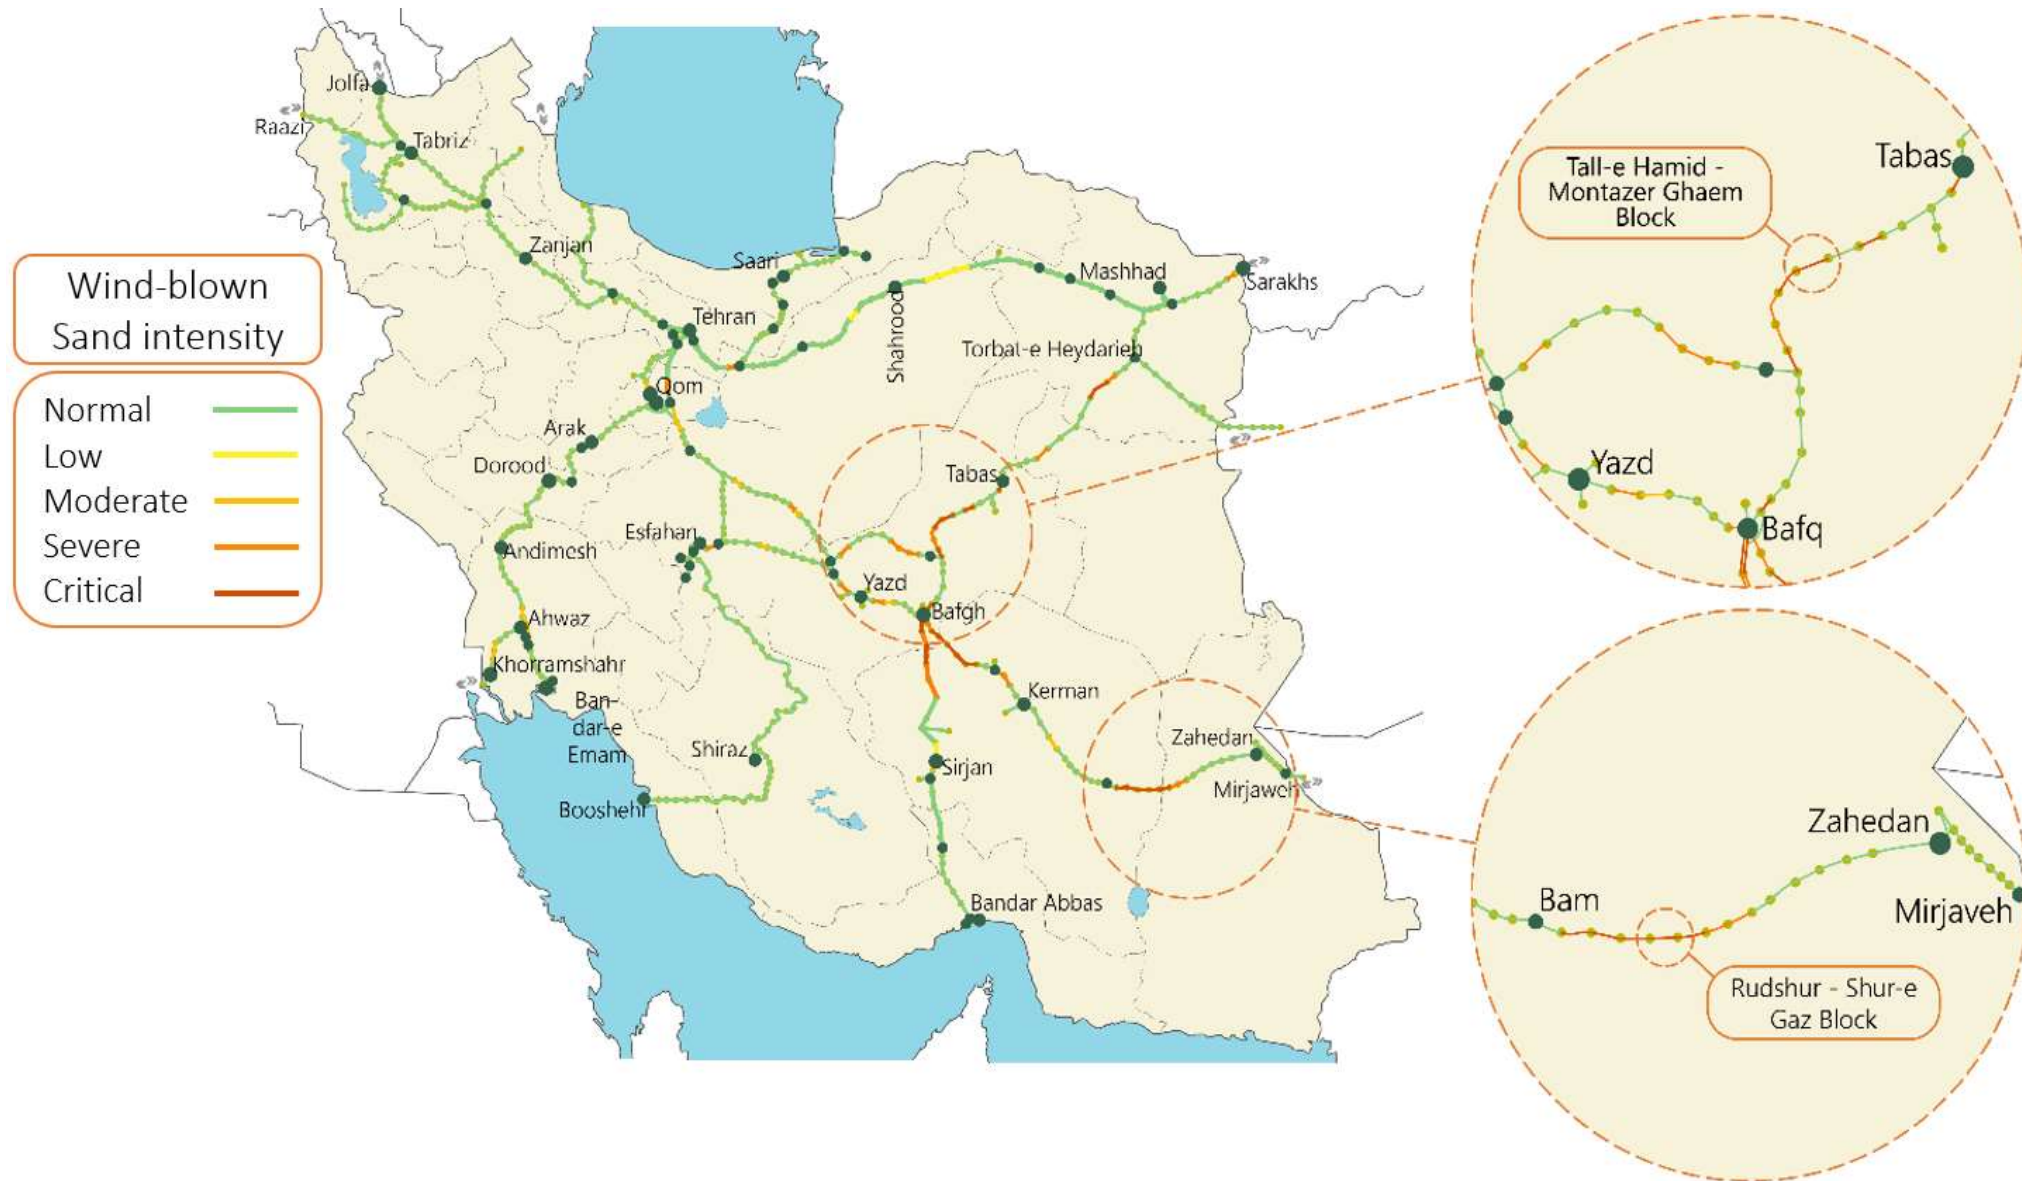 Wind-blown
Sand intensity
Normal
Low
Moderate
Severe
Critical
Jolfa
Raazi
Tabriz
Zanjan
Saari
Tehran
Shahrood
Mashhad
Sarakhs
Torbat-e Heydarieh
Qom
Arak
Dorood
Tabas
Esfahan
Andimesh
Yazd
Bafgh
Ahwaz
Khorramshahr
Ban-
dar-e
Emam
Kerman
Shiraz
Zahedan
Sirjan
Mirjaweh
Booshehr
Bandar Abbas
Tall-e Hamid -
Montazer Ghaem
Block
Tabas
Yazd
Bafq
Zahedan
Bam
Mirjaveh
Rudshur - Shur-e
Gaz Block